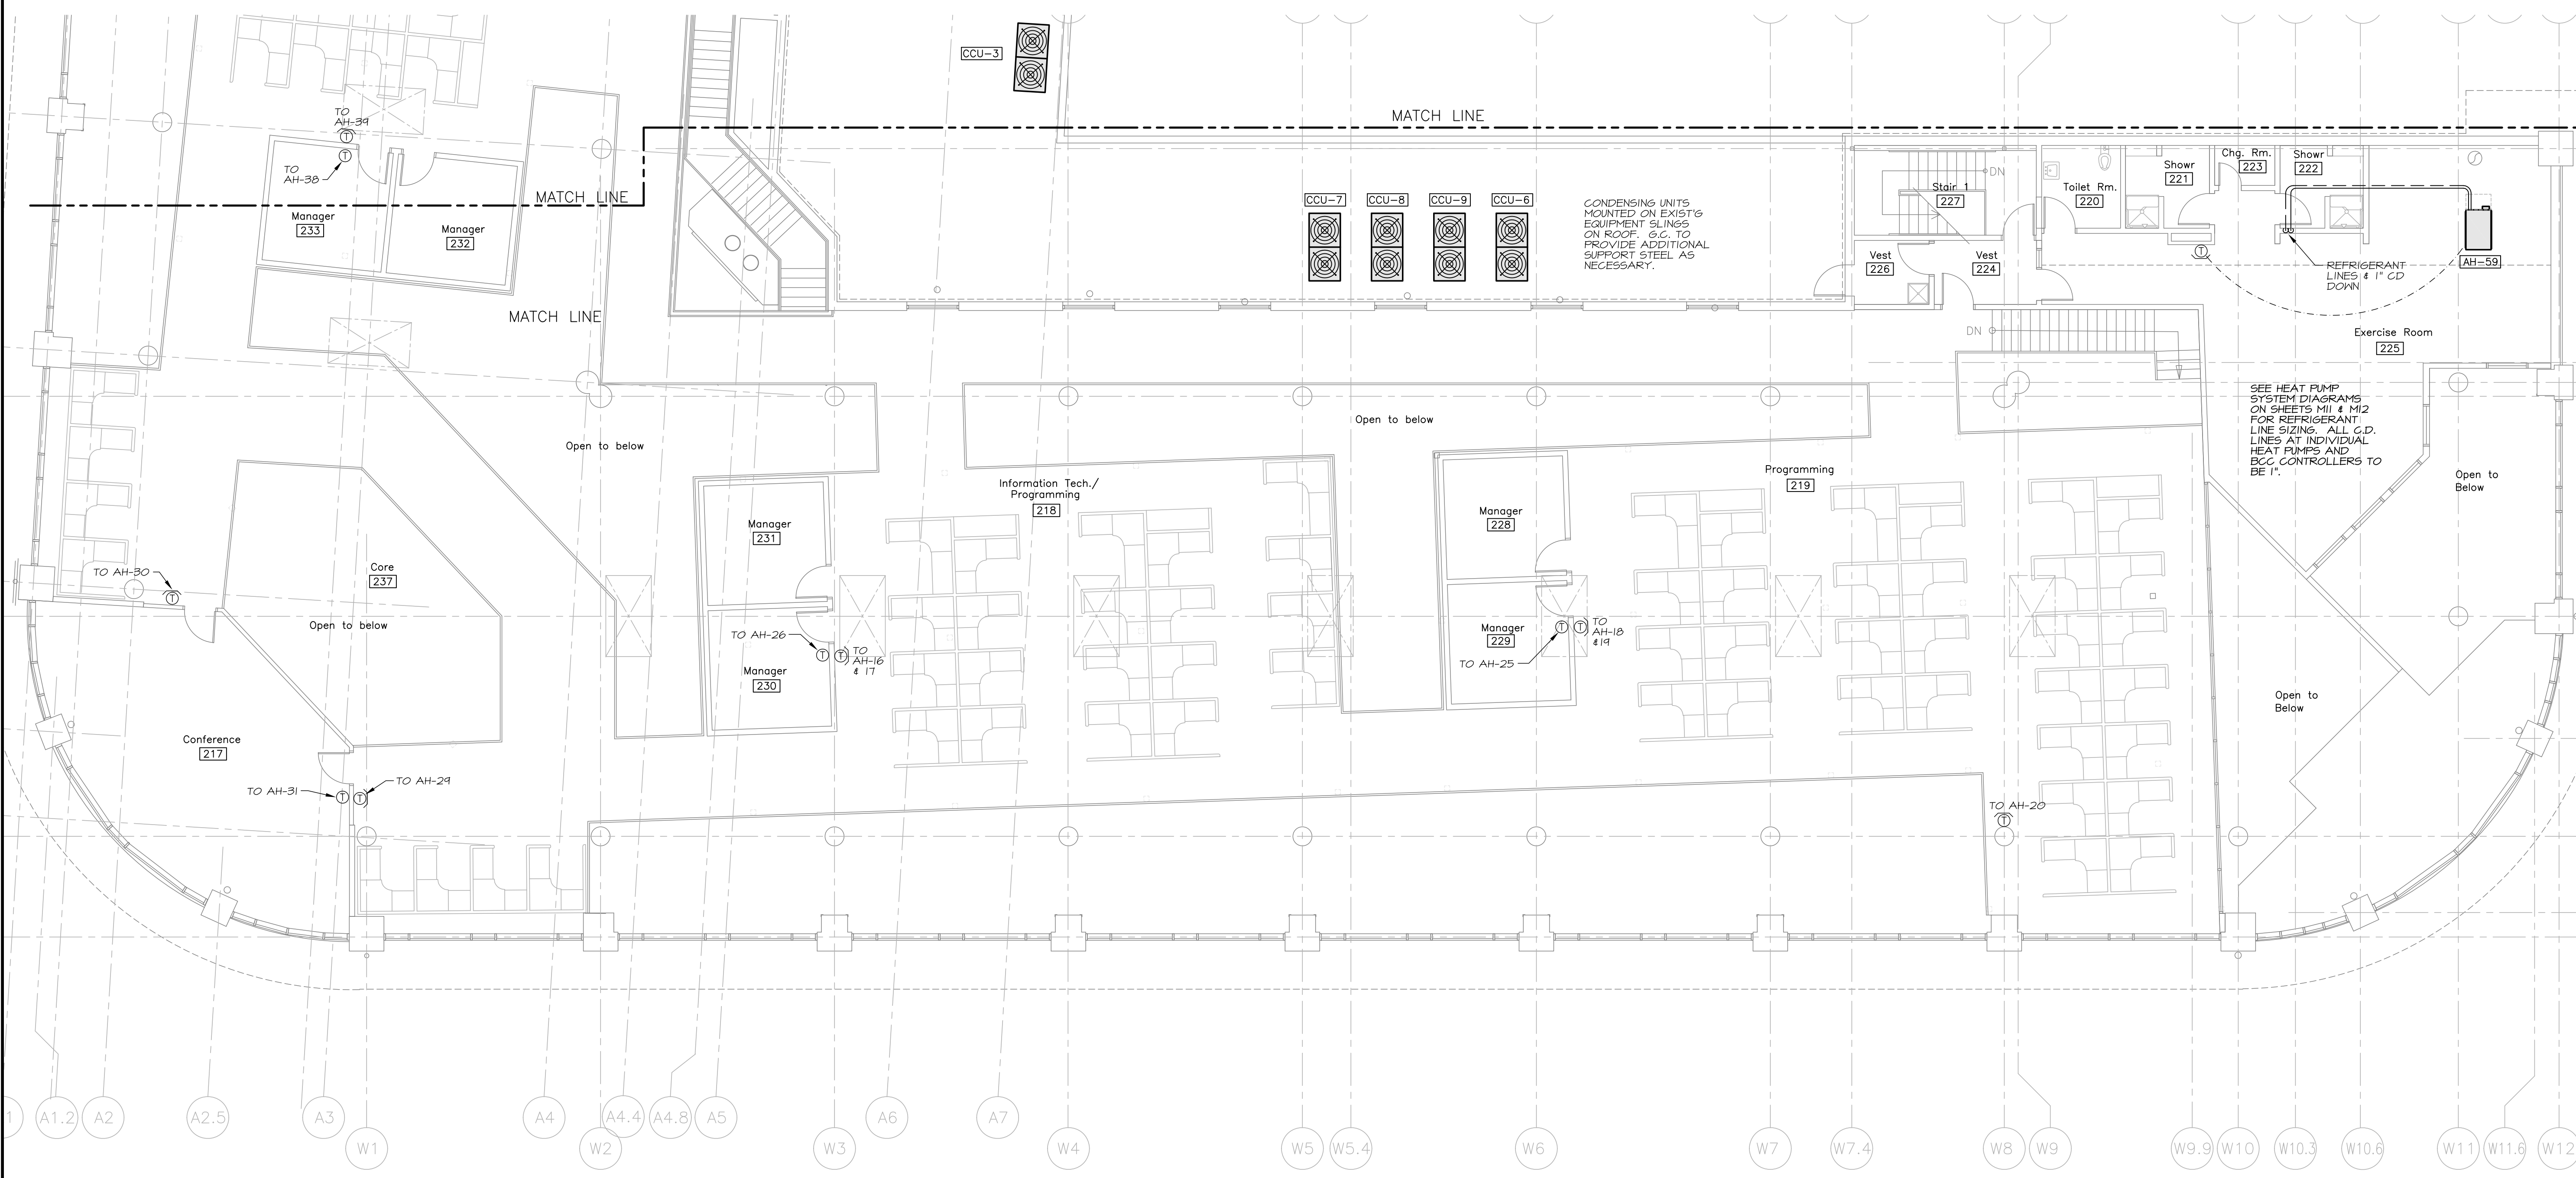 CCU-3
MATCH LINE
TO
AH-39
TO
AH-38
MATCH LINE
Manager
233
Manager
232
MATCH LINE
CCU-7
CCU-8
CCU-9
CCU-6
CONDENSING UNITS
MOUNTED ON EXIST'G
EQUIPMENT SLINGS
ON ROOF.  G.C. TO
PROVIDE ADDITIONAL
SUPPORT STEEL AS
NECESSARY.
Stair 1
227
DN
Toilet Rm.
220
Showr
221
Chg. Rm.
223
Showr
222
Vest
226
Vest
224
T
REFRIGERANT
LINES & 1" CD
DOWN
AH-59
DN
Exercise Room
225
SEE HEAT PUMP
SYSTEM DIAGRAMS
ON SHEETS M11 & M12
FOR REFRIGERANT
LINE SIZING.  ALL C.D.
LINES AT INDIVIDUAL
HEAT PUMPS AND
BCC CONTROLLERS TO
BE 1".
Open to below
Open to below
Information Tech./
Programming
218
Programming
219
Open to
Below
Manager
231
Manager
228
Core
237
TO AH-30
T
Open to below
TO AH-26
T
T
TO
AH-16
& 17
Manager
230
Manager
229
TO AH-25
T
T
TO
AH-18
&19
Open to
Below
Conference
217
TO AH-31
T
T
TO AH-29
TO AH-20
T
1
A1.2
A2
A2.5
A3
A4
A4.4
A4.8
A5
A6
A7
W1
W2
W3
W4
W5
W5.4
W6
W7
W7.4
W8
W9
W9.9
W10
W10.3
W10.6
W11
W11.6
W12